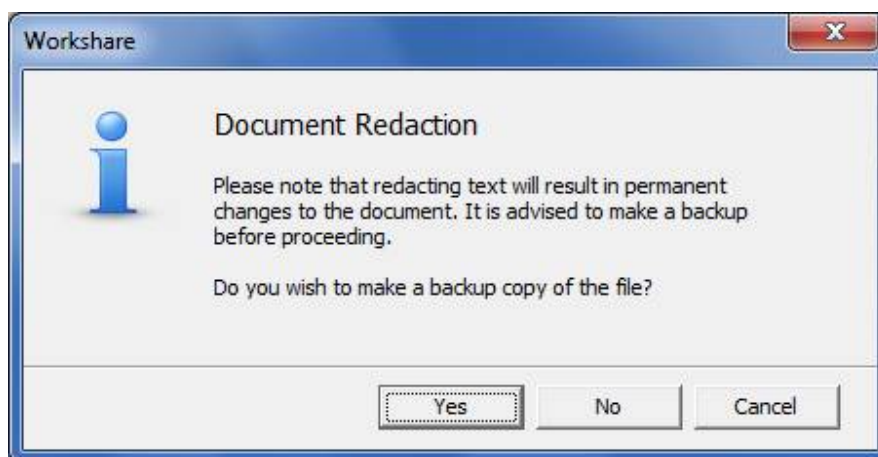 Workshare
Document Redaction
Please note that redacting text will result in permanent
changes to the document. It is advised to make a backup
before proceeding.
Do you wish to make a backup copy of the file?
Yes No Cancel